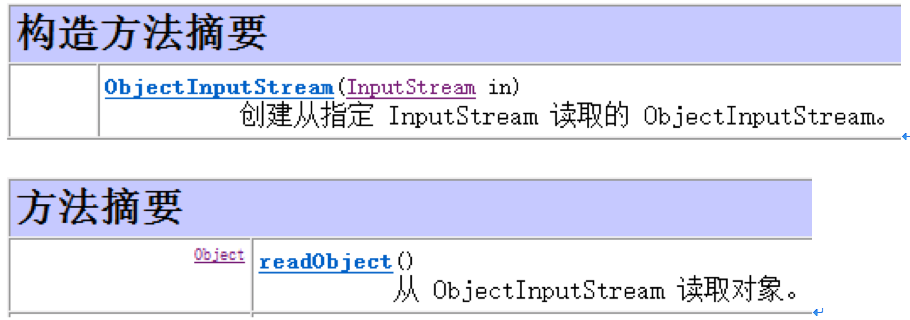 构造方法摘要
ObjectInputStream(InputStream in)
创建从指定 InputStream 读取的 ObjectInputStream。
方法摘要
Object readObject()
从 ObjectInputStream 读取对象。